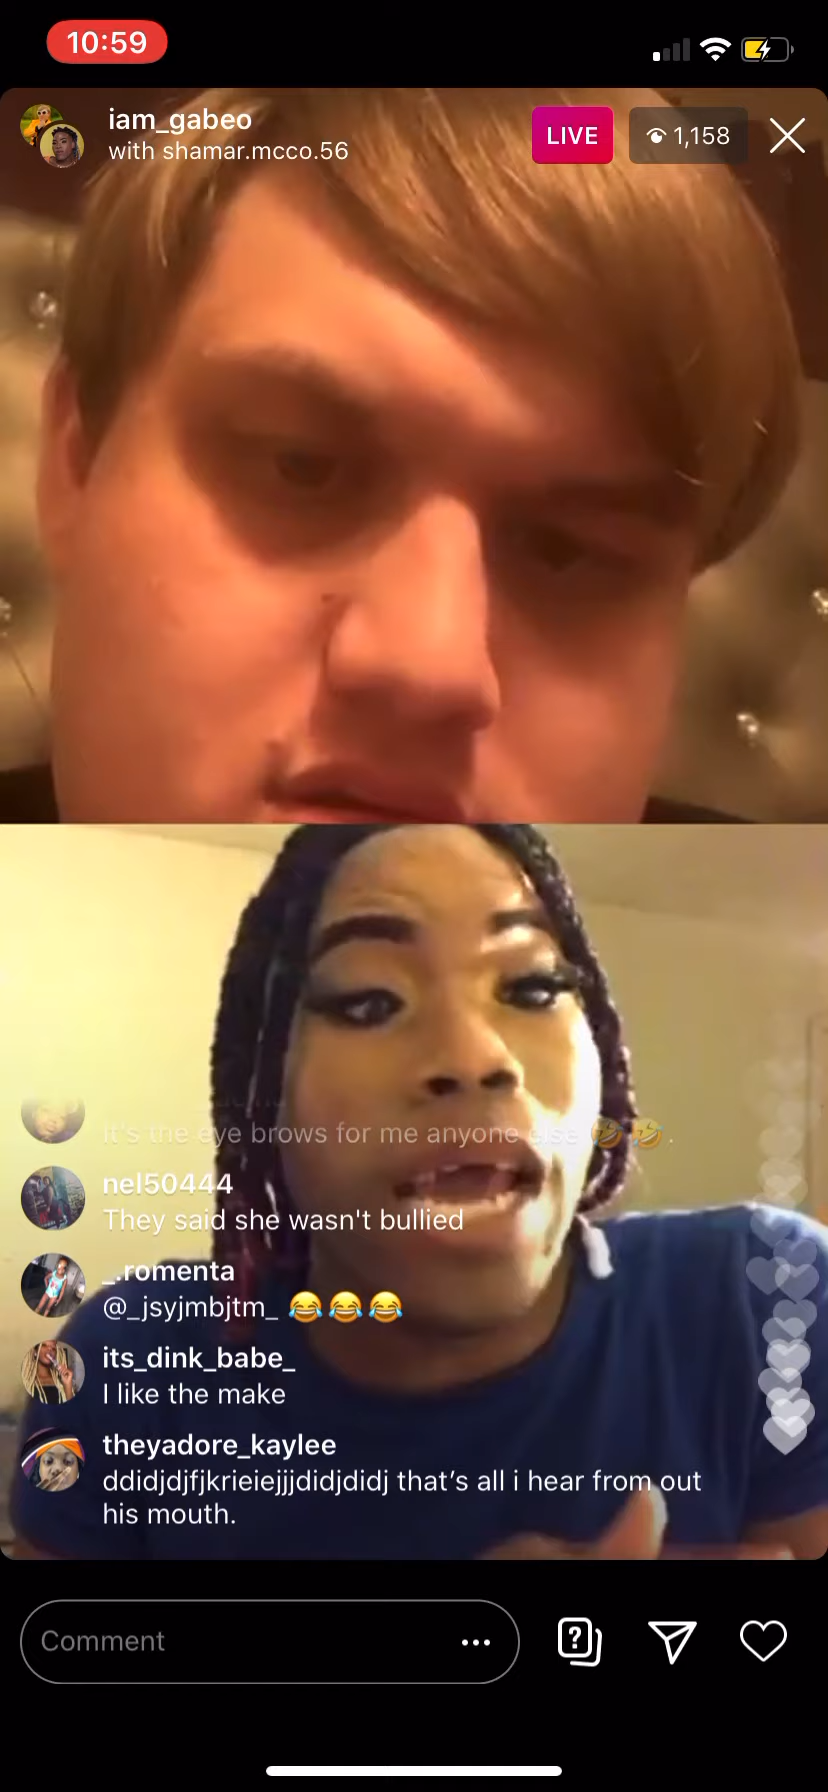 10:59
iam_gabeo
with shamar.mcco.56
LIVE
1,158
It's the eye brows for me anyone else 🤣🤣.
nel50444
They said she wasn't bullied
_.romenta
@_jsyjmbjtm_ 😂😂😂
its_dink_babe_
I like the make
theyadore_kaylee
ddidjdjfjkrieiejjjdidjdidj that's all i hear from out
his mouth.
Comment